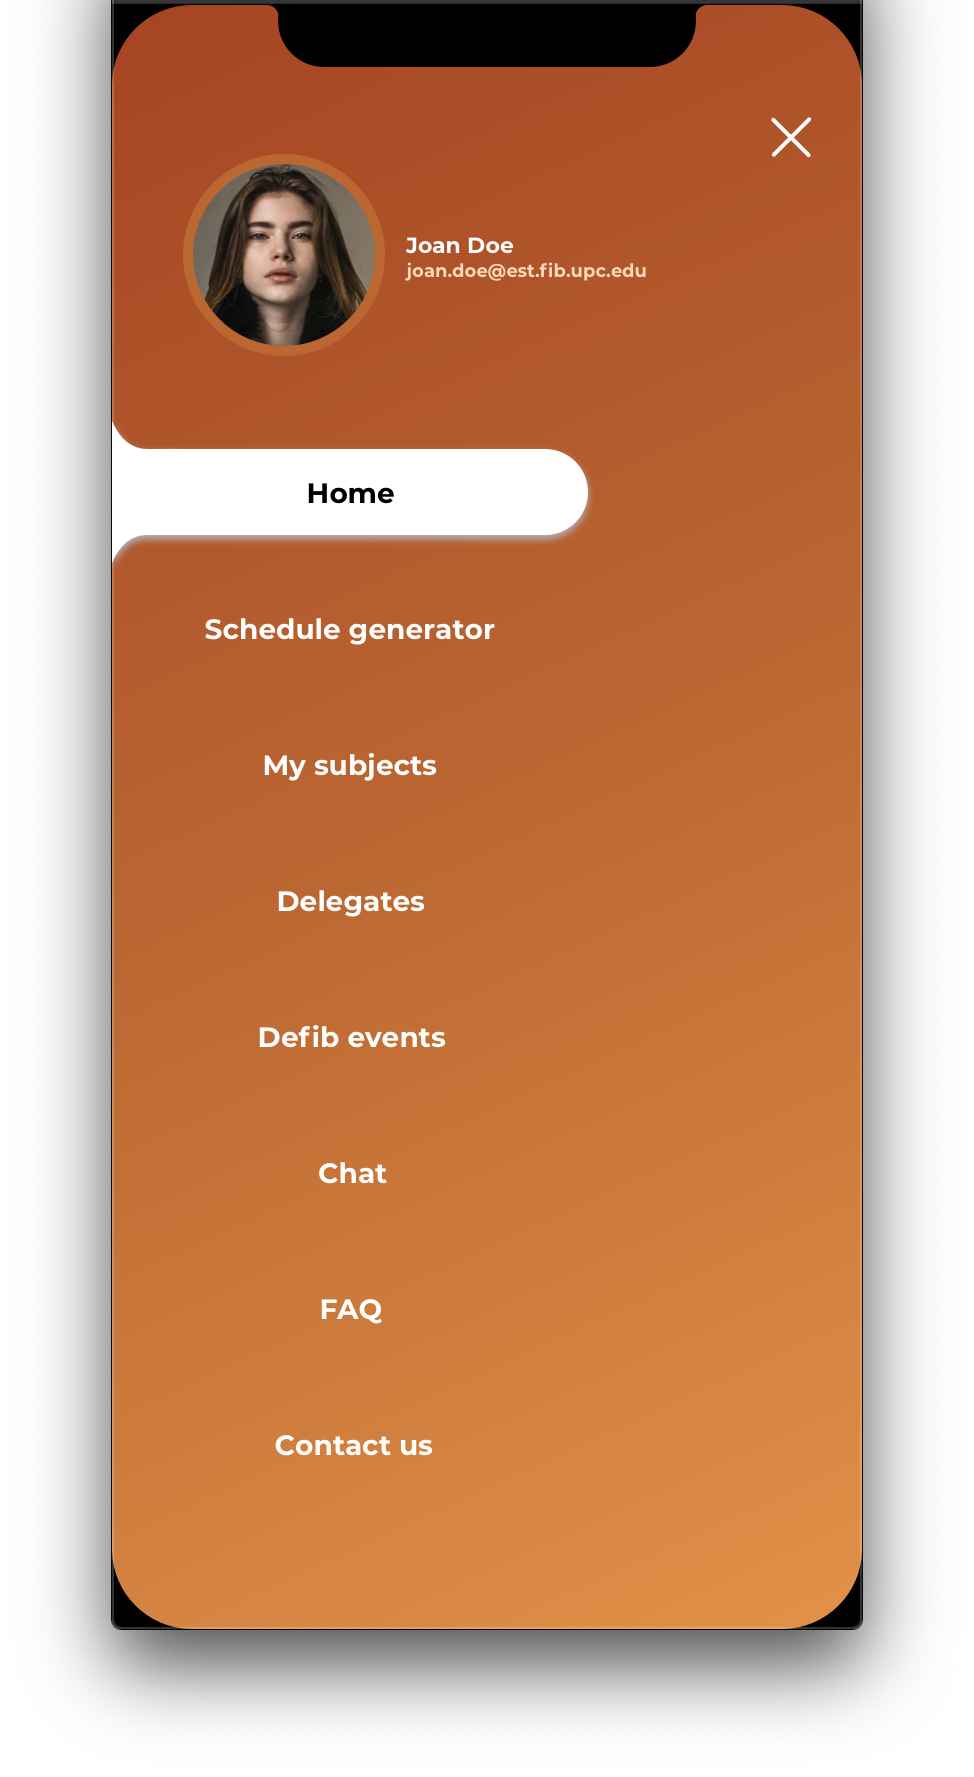 Joan Doe
joan.doe@est.fib.upc.edu
Home
Schedule generator
My subjects
Delegates
Defib events
Chat
FAQ
Contact us